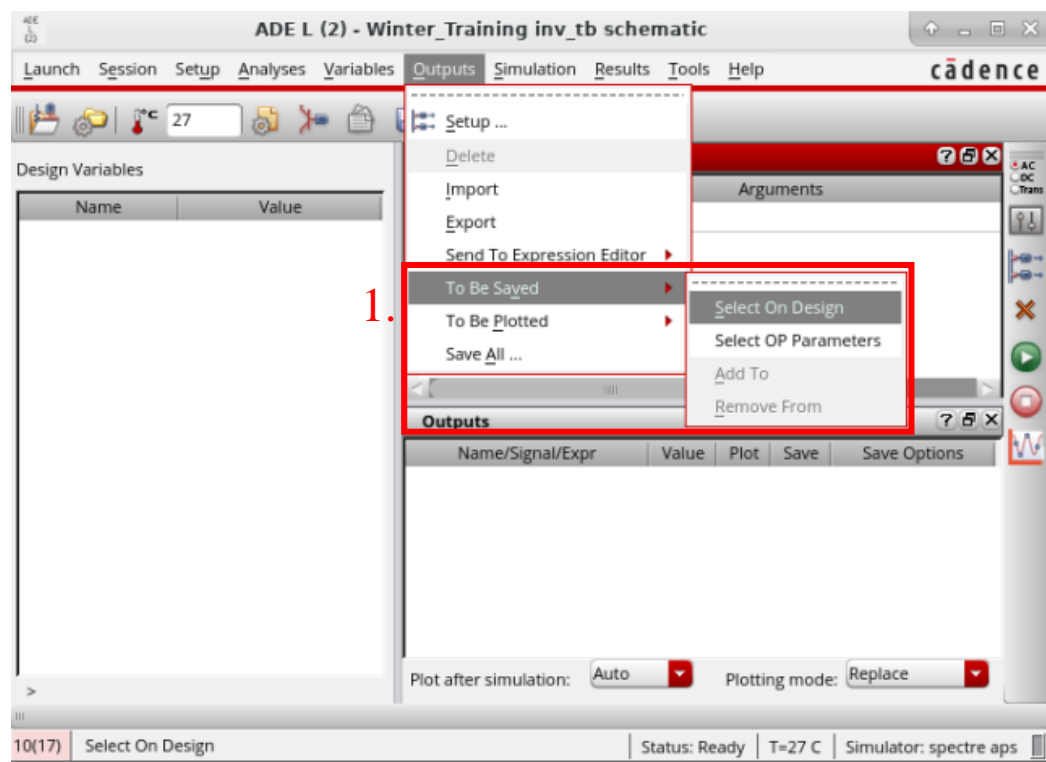 ADE L (2) - Winter_Training inv_tb schematic
Launch Session Setup Analyses Variables Outputs Simulation Results Tools Help cādence
27
Setup ...
Delete
Import
Export
Send To Expression Editor
To Be Saved
To Be Plotted
Save All ...
1.
Select On Design
Select OP Parameters
Add To
Remove From
Design Variables
Name Value
Arguments
AC
DC
Trans
Outputs
Name/Signal/Expr Value Plot Save Save Options
Plot after simulation: Auto Plotting mode: Replace
>
10(17) Select On Design Status: Ready T=27 C Simulator: spectre aps